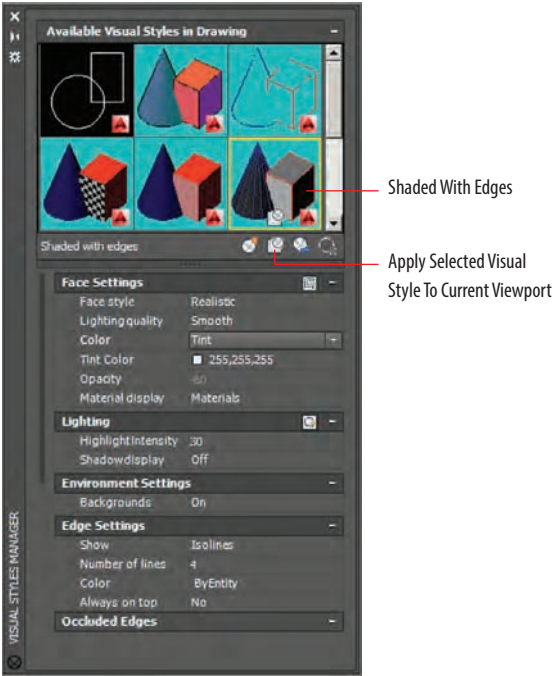 Available Visual Styles in Drawing
Shaded With Edges
Shaded with edges
Apply Selected Visual
Style To Current Viewport
Face Settings
Face style Realistic
Lighting quality Smooth
Color Tint
Tint Color 255,255,255
Opacity -60
Material display Materials
Lighting
Highlight Intensity 30
Shadow display Off
Environment Settings
Backgrounds On
Edge Settings
Show Isolines
Number of lines 4
Color ByEntity
Always on top No
Occluded Edges
VISUAL STYLES MANAGER